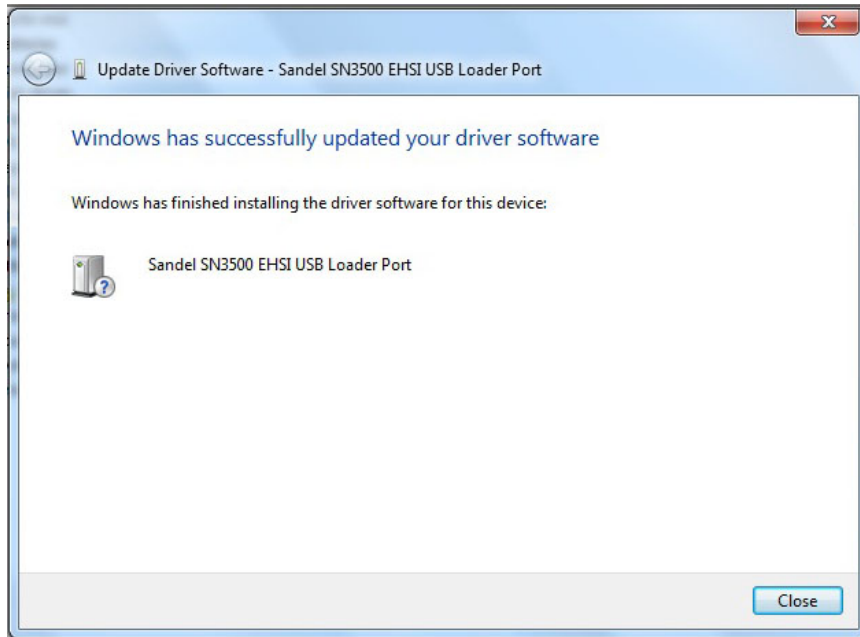 Update Driver Software - Sandel SN3500 EHSI USB Loader Port
Windows has successfully updated your driver software
Windows has finished installing the driver software for this device:
Sandel SN3500 EHSI USB Loader Port
Close